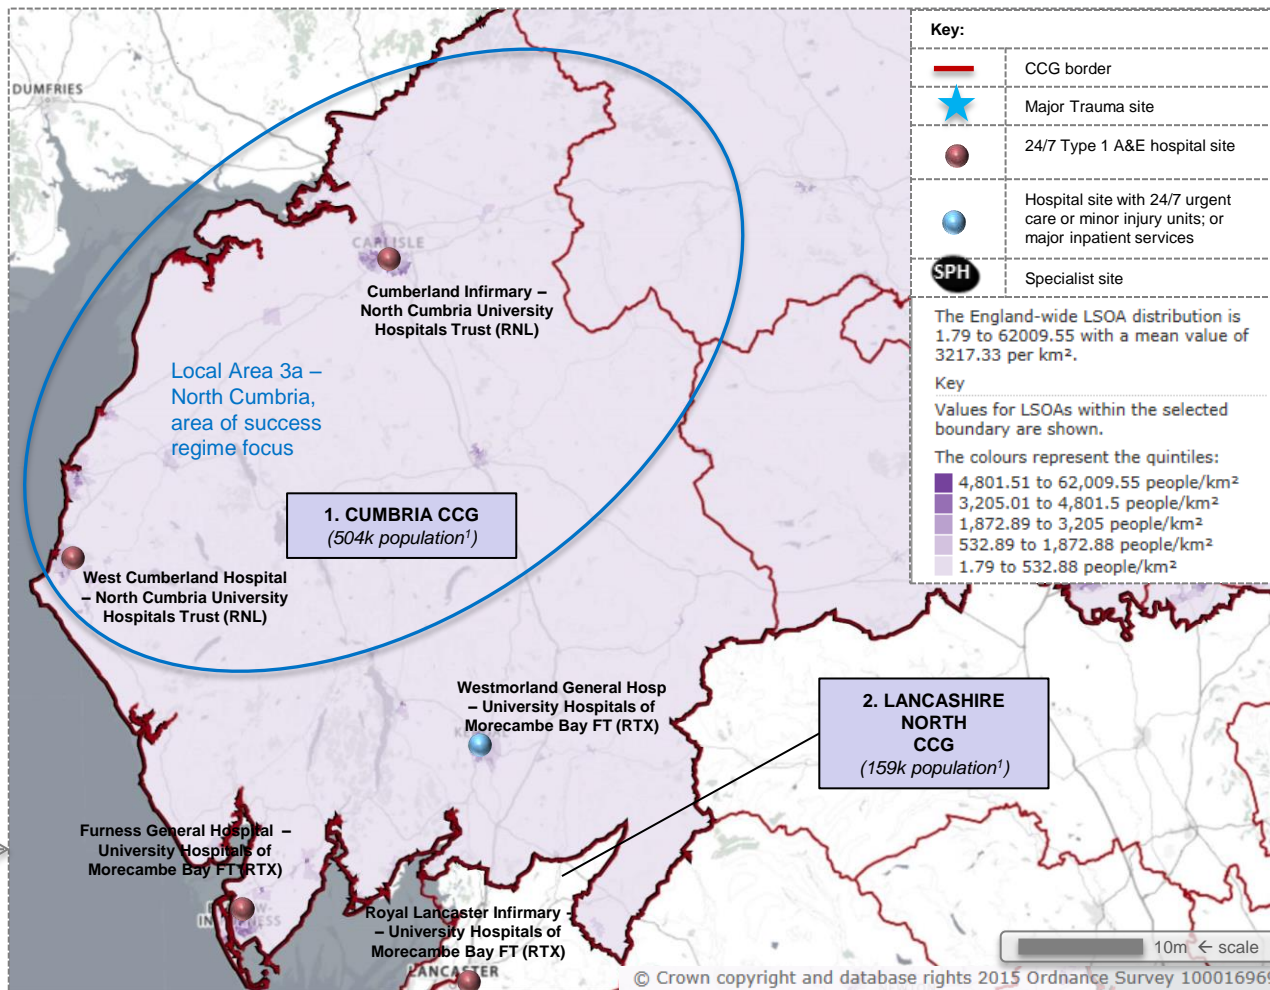 DUMFRIES
CARLISLE
Cumberland Infirmary –
North Cumbria University
Hospitals Trust (RNL)
Local Area 3a –
North Cumbria,
area of success
regime focus
1. CUMBRIA CCG
(504k population¹)
West Cumberland Hospital
– North Cumbria University
Hospitals Trust (RNL)
Westmorland General Hosp
– University Hospitals of
Morecambe Bay FT (RTX)
2. LANCASHIRE
NORTH
CCG
(159k population¹)
Furness General Hospital –
University Hospitals of
Morecambe Bay FT (RTX)
Royal Lancaster Infirmary -
– University Hospitals of
Morecambe Bay FT (RTX)
LANCASTER
Key:
CCG border
Major Trauma site
24/7 Type 1 A&E hospital site
Hospital site with 24/7 urgent
care or minor injury units; or
major inpatient services
SPH
Specialist site
The England-wide LSOA distribution is
1.79 to 62009.55 with a mean value of
3217.33 per km².
Key
Values for LSOAs within the selected
boundary are shown.
The colours represent the quintiles:
4,801.51 to 62,009.55 people/km²
3,205.01 to 4,801.5 people/km²
1,872.89 to 3,205 people/km²
532.89 to 1,872.88 people/km²
1.79 to 532.88 people/km²
10m ← scale
© Crown copyright and database rights 2015 Ordnance Survey 100016969